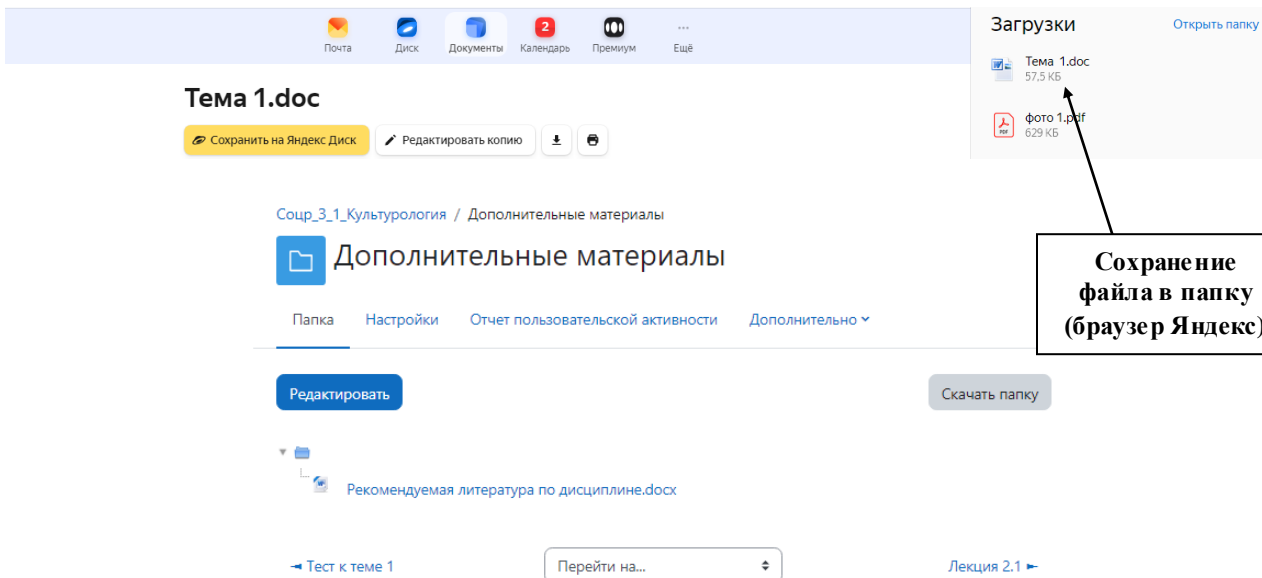 2
Почта Диск Документы Календарь Премиум Ещё
Загрузки Открыть папку
Тема 1.doc
57,5 КБ
фото 1.pdf
629 КБ
Тема 1.doc
Сохранить на Яндекс Диск Редактировать копию
Соцр_3_1_Культурология / Дополнительные материалы
Дополнительные материалы
Папка Настройки Отчет пользовательской активности Дополнительно
Сохранение
файла в папку
(браузер Яндекс)
Редактировать Скачать папку
Рекомендуемая литература по дисциплине.docx
◄ Тест к теме 1 Перейти на... Лекция 2.1 ►